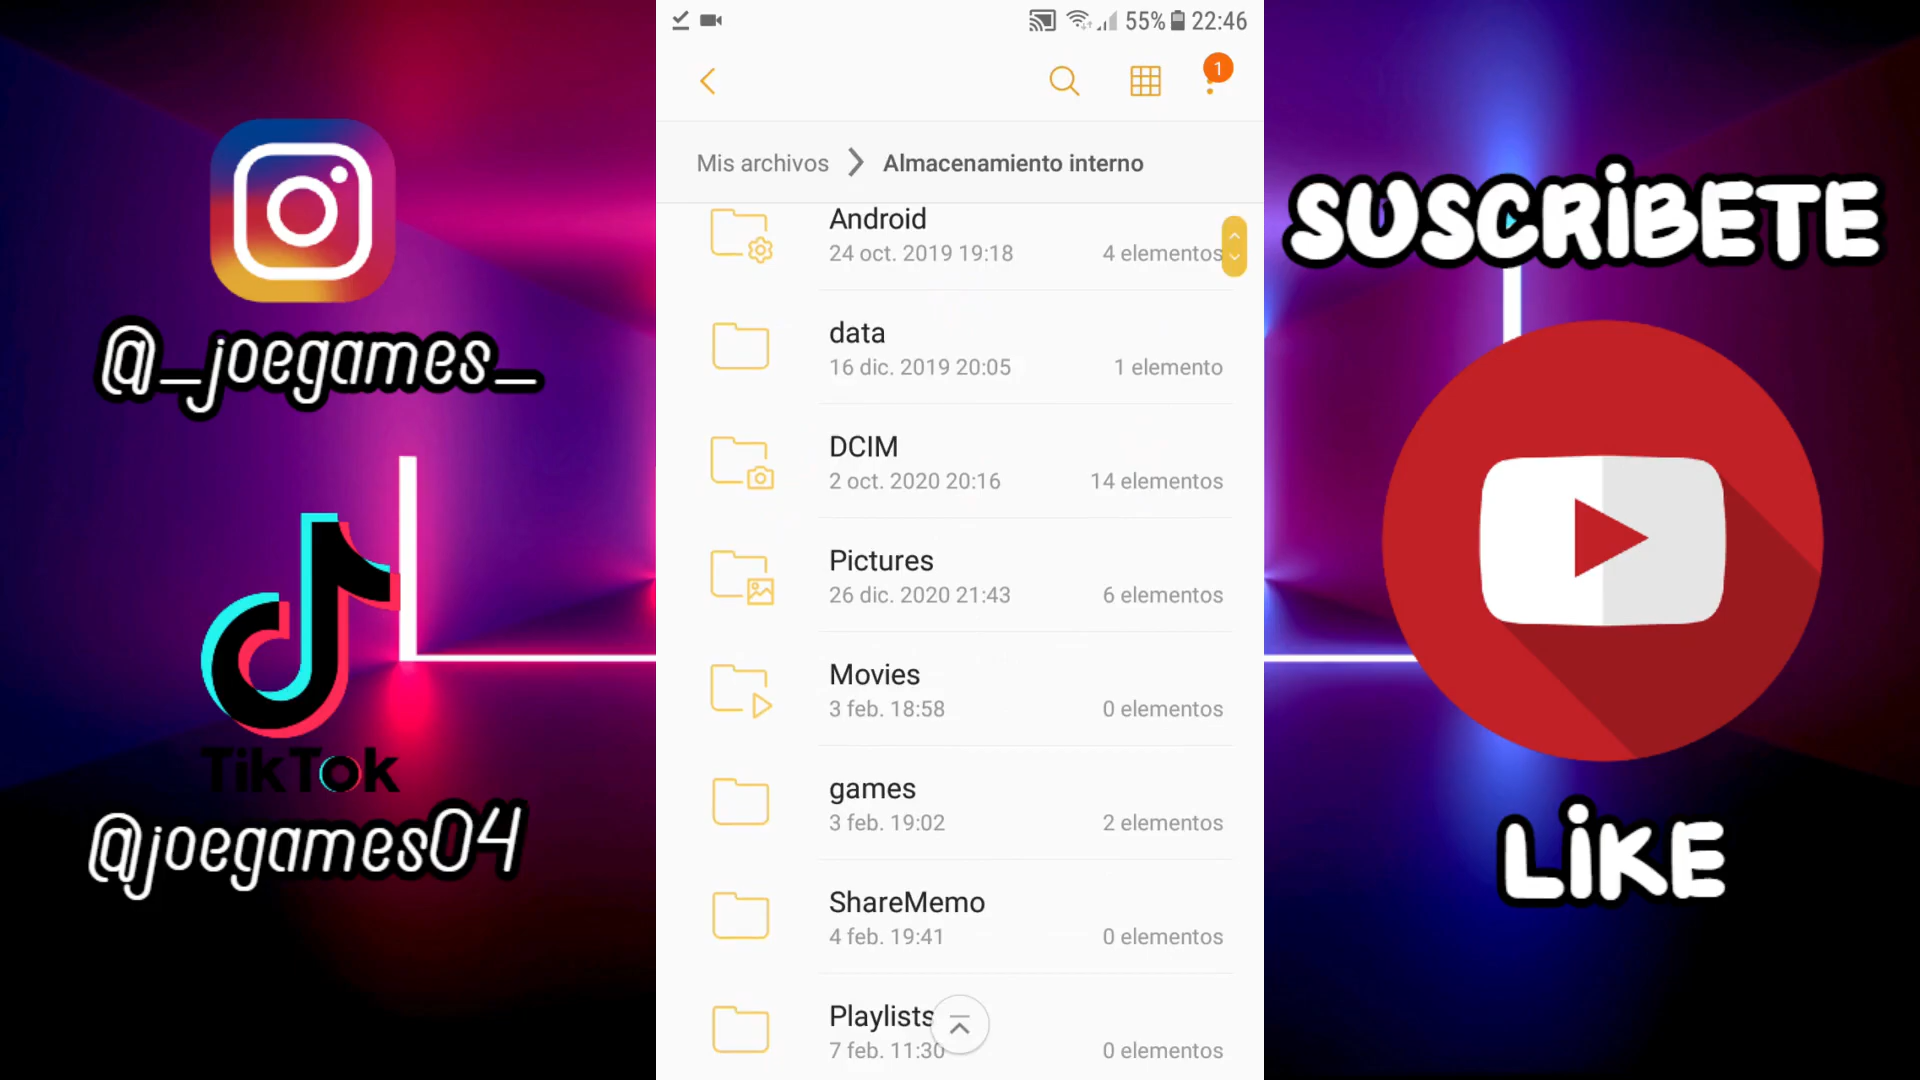 55% 22:46
1
Mis archivos > Almacenamiento interno
Android
24 oct. 2019 19:18 4 elementos
data
16 dic. 2019 20:05 1 elemento
DCIM
2 oct. 2020 20:16 14 elementos
Pictures
26 dic. 2020 21:43 6 elementos
Movies
3 feb. 18:58 0 elementos
games
3 feb. 19:02 2 elementos
ShareMemo
4 feb. 19:41 0 elementos
Playlists
7 feb. 11:30 0 elementos
@_joegames_
TikTok
@joegames04
SUSCRiBETE
LiKE